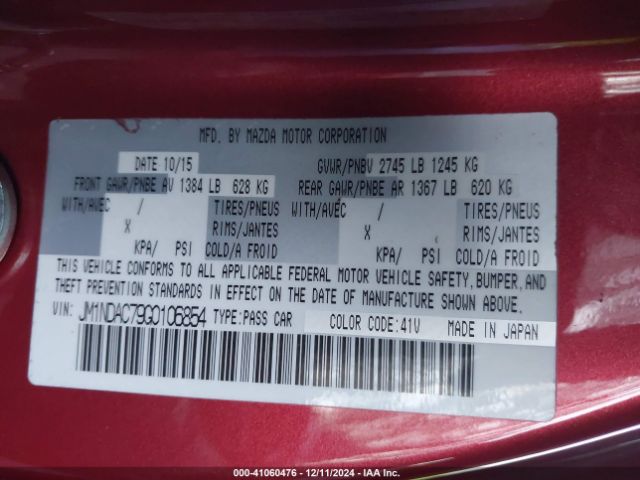 MFD. BY MAZDA MOTOR CORPORATION
DATE 10/15 GVWR/PNBV 2745 LB 1245 KG
FRONT GAWR/PNBE AV 1384 LB 628 KG REAR GAWR/PNBE AR 1367 LB 620 KG
WITH/AVEC / TIRES/PNEUS WITH/AVEC / TIRES/PNEUS
X RIMS/JANTES X RIMS/JANTES
KPA/ PSI COLD/A FROID KPA/ PSI COLD/A FROID
THIS VEHICLE CONFORMS TO ALL APPLICABLE FEDERAL MOTOR VEHICLE SAFETY, BUMPER, AND
THEFT PREVENTION STANDARDS IN EFFECT ON THE DATE OF MANUFACTURE SHOWN ABOVE.
VIN: JM1NDAC79G0106854 TYPE:PASS CAR COLOR CODE:41V MADE IN JAPAN
000-41060476 - 12/11/2024 - IAA Inc.